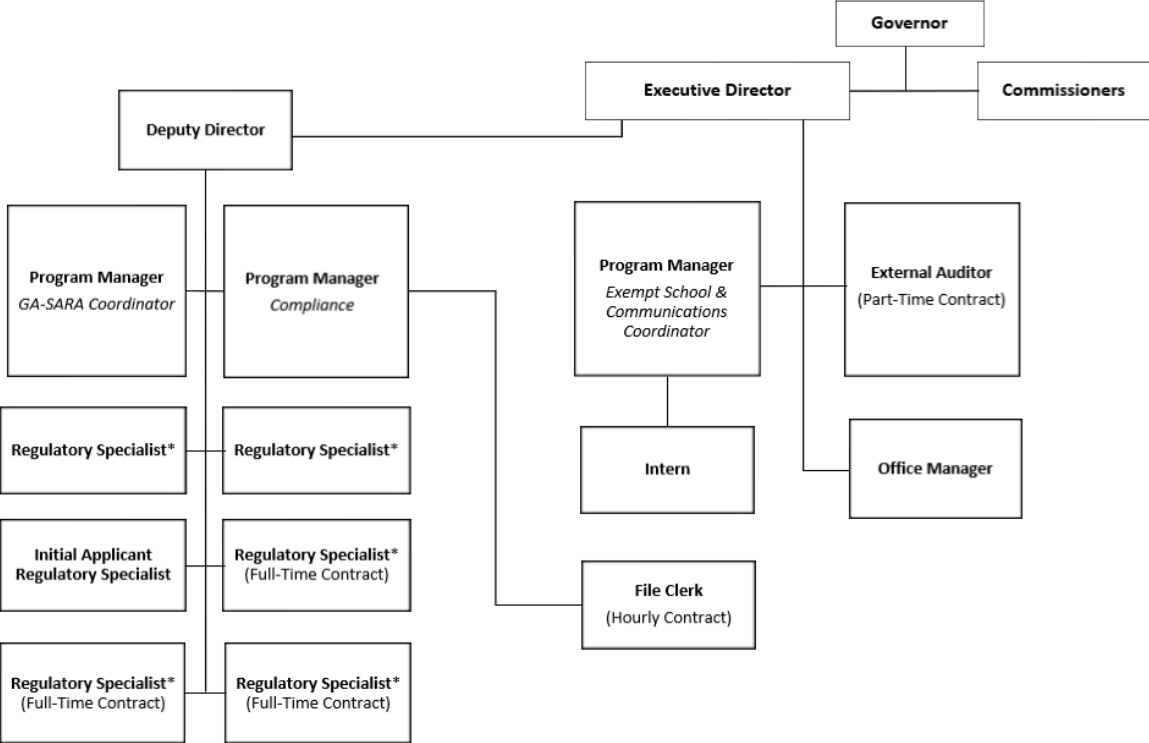 Governor
Executive Director
Commissioners
Deputy Director
Program Manager
GA-SARA Coordinator
Program Manager
Compliance
Program Manager
Exempt School &
Communications
Coordinator
External Auditor
(Part-Time Contract)
Regulatory Specialist*
Regulatory Specialist*
Intern
Office Manager
Initial Applicant
Regulatory Specialist
Regulatory Specialist*
(Full-Time Contract)
File Clerk
(Hourly Contract)
Regulatory Specialist*
(Full-Time Contract)
Regulatory Specialist*
(Full-Time Contract)